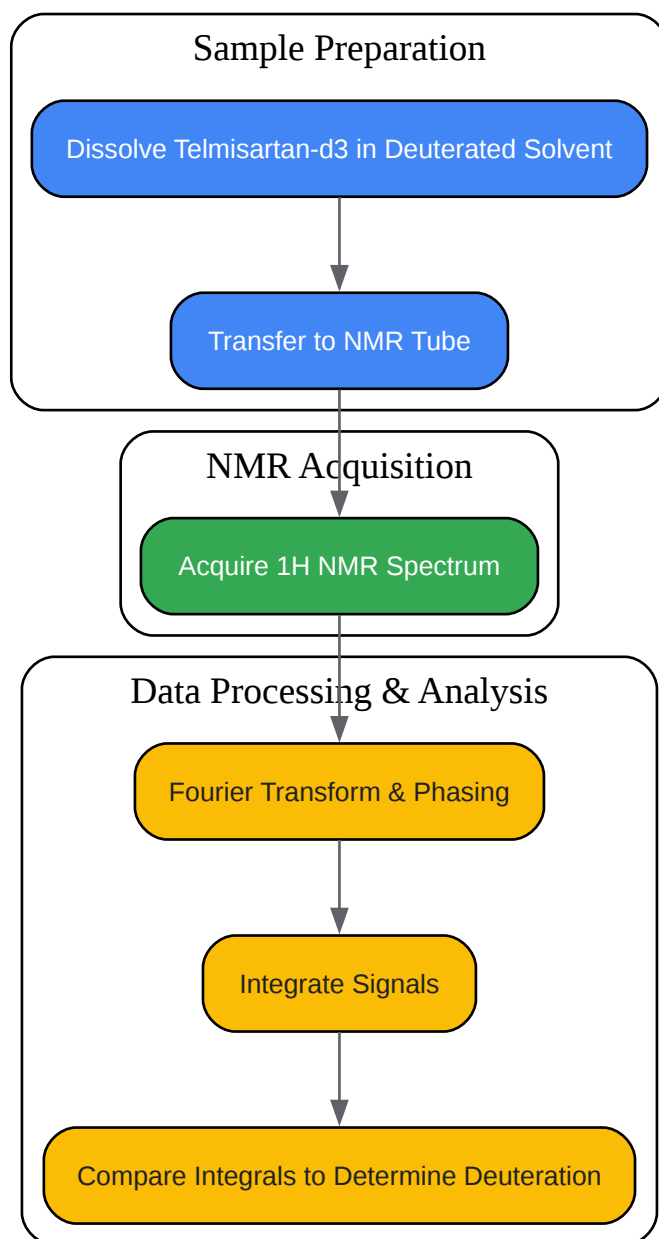 Sample Preparation
Dissolve Telmisartan-d3 in Deuterated Solvent
Transfer to NMR Tube
NMR Acquisition
Acquire 1H NMR Spectrum
Data Processing & Analysis
Fourier Transform & Phasing
Integrate Signals
Compare Integrals to Determine Deuteration